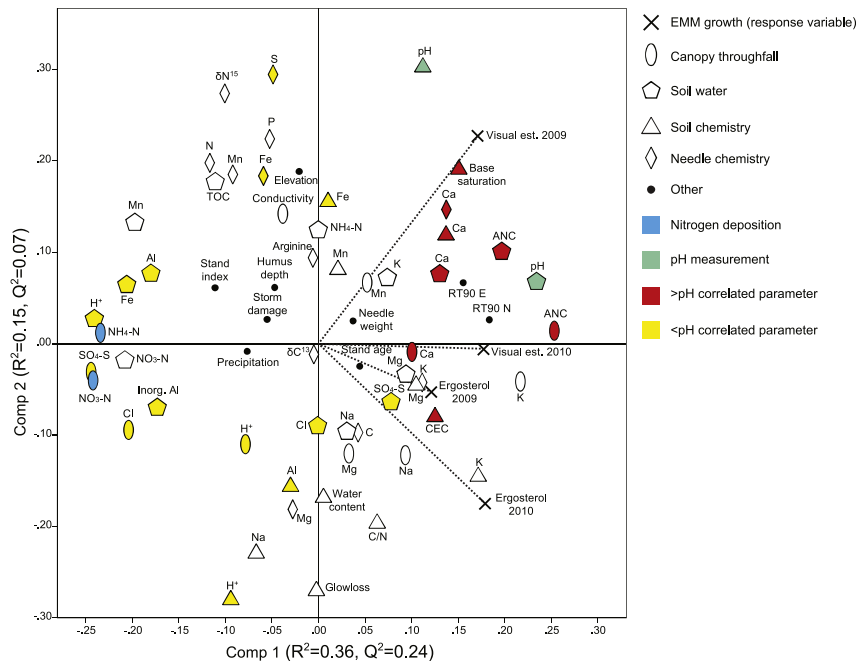 .30
.20
.10
.00
-.10
-.20
-.30
Comp 2 (R²=0.15, Q²=0.07)
-.25
-.20
-.15
-.10
-.05
.00
.05
.10
.15
.20
.25
.30
Comp 1 (R²=0.36, Q²=0.24)
S
pH
δN¹⁵
Visual est. 2009
P
N
Mn
Fe
TOC
Elevation
Base
saturation
Conductivity
Fe
Ca
Mn
NH₄-N
Ca
ANC
Al
Arginine
Mn
K
Ca
pH
Stand
index
Humus
depth
Fe
Mn
RT90 E
Storm
damage
H⁺
Needle
weight
RT90 N
ANC
NH₄-N
SO₄-S
NO₃-N
Precipitation
δC¹³
Stand age
Ca
Visual est. 2010
Mg
K
NO₃-N
Inorg. Al
SO₄-S
Mg
Ergosterol
2009
K
Cl
H⁺
Cl
Na
C
CEC
Mg
Na
Al
K
Water
content
Mg
Ergosterol
2010
C/N
Na
H⁺
Glowloss
EMM growth (response variable)
Canopy throughfall
Soil water
Soil chemistry
Needle chemistry
Other
Nitrogen deposition
pH measurement
>pH correlated parameter
<pH correlated parameter